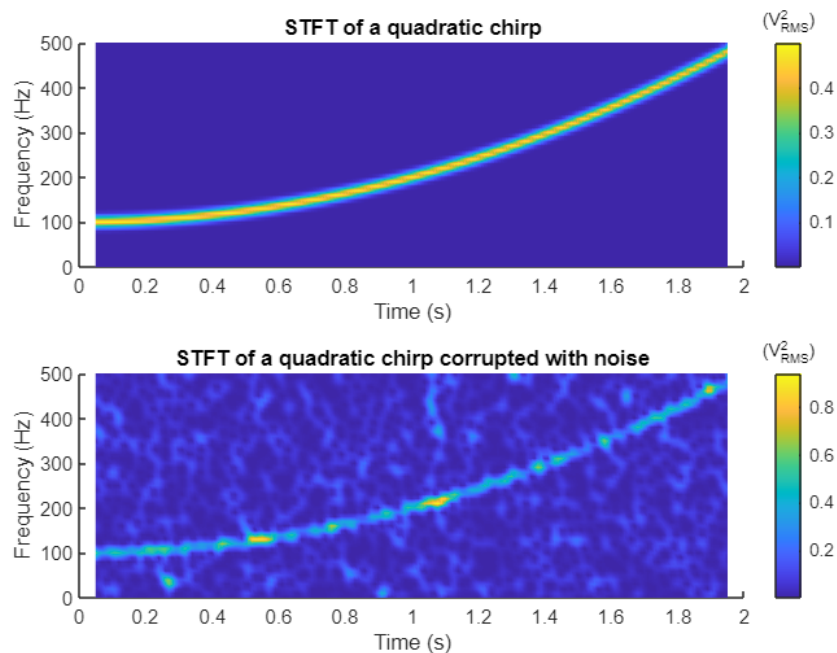 STFT of a quadratic chirp
(V²RMS)
500
400
300
200
100
0
Frequency (Hz)
0 0.2 0.4 0.6 0.8 1 1.2 1.4 1.6 1.8 2
Time (s)
0.4
0.3
0.2
0.1
STFT of a quadratic chirp corrupted with noise
(V²RMS)
500
400
300
200
100
0
Frequency (Hz)
0 0.2 0.4 0.6 0.8 1 1.2 1.4 1.6 1.8 2
Time (s)
0.8
0.6
0.4
0.2